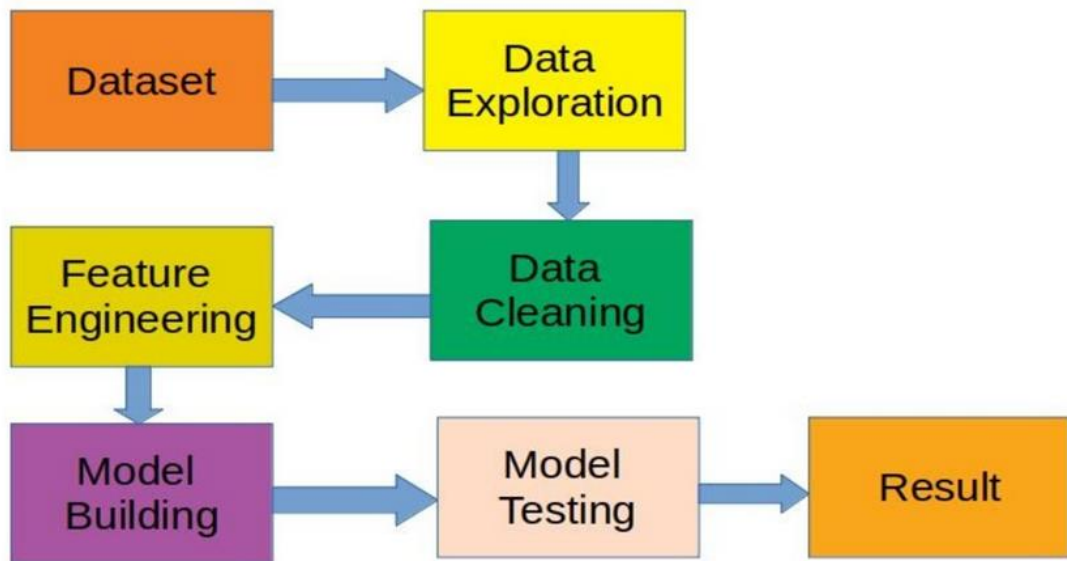 Dataset
Data
Exploration
Data
Cleaning
Feature
Engineering
Model
Building
Model
Testing
Result